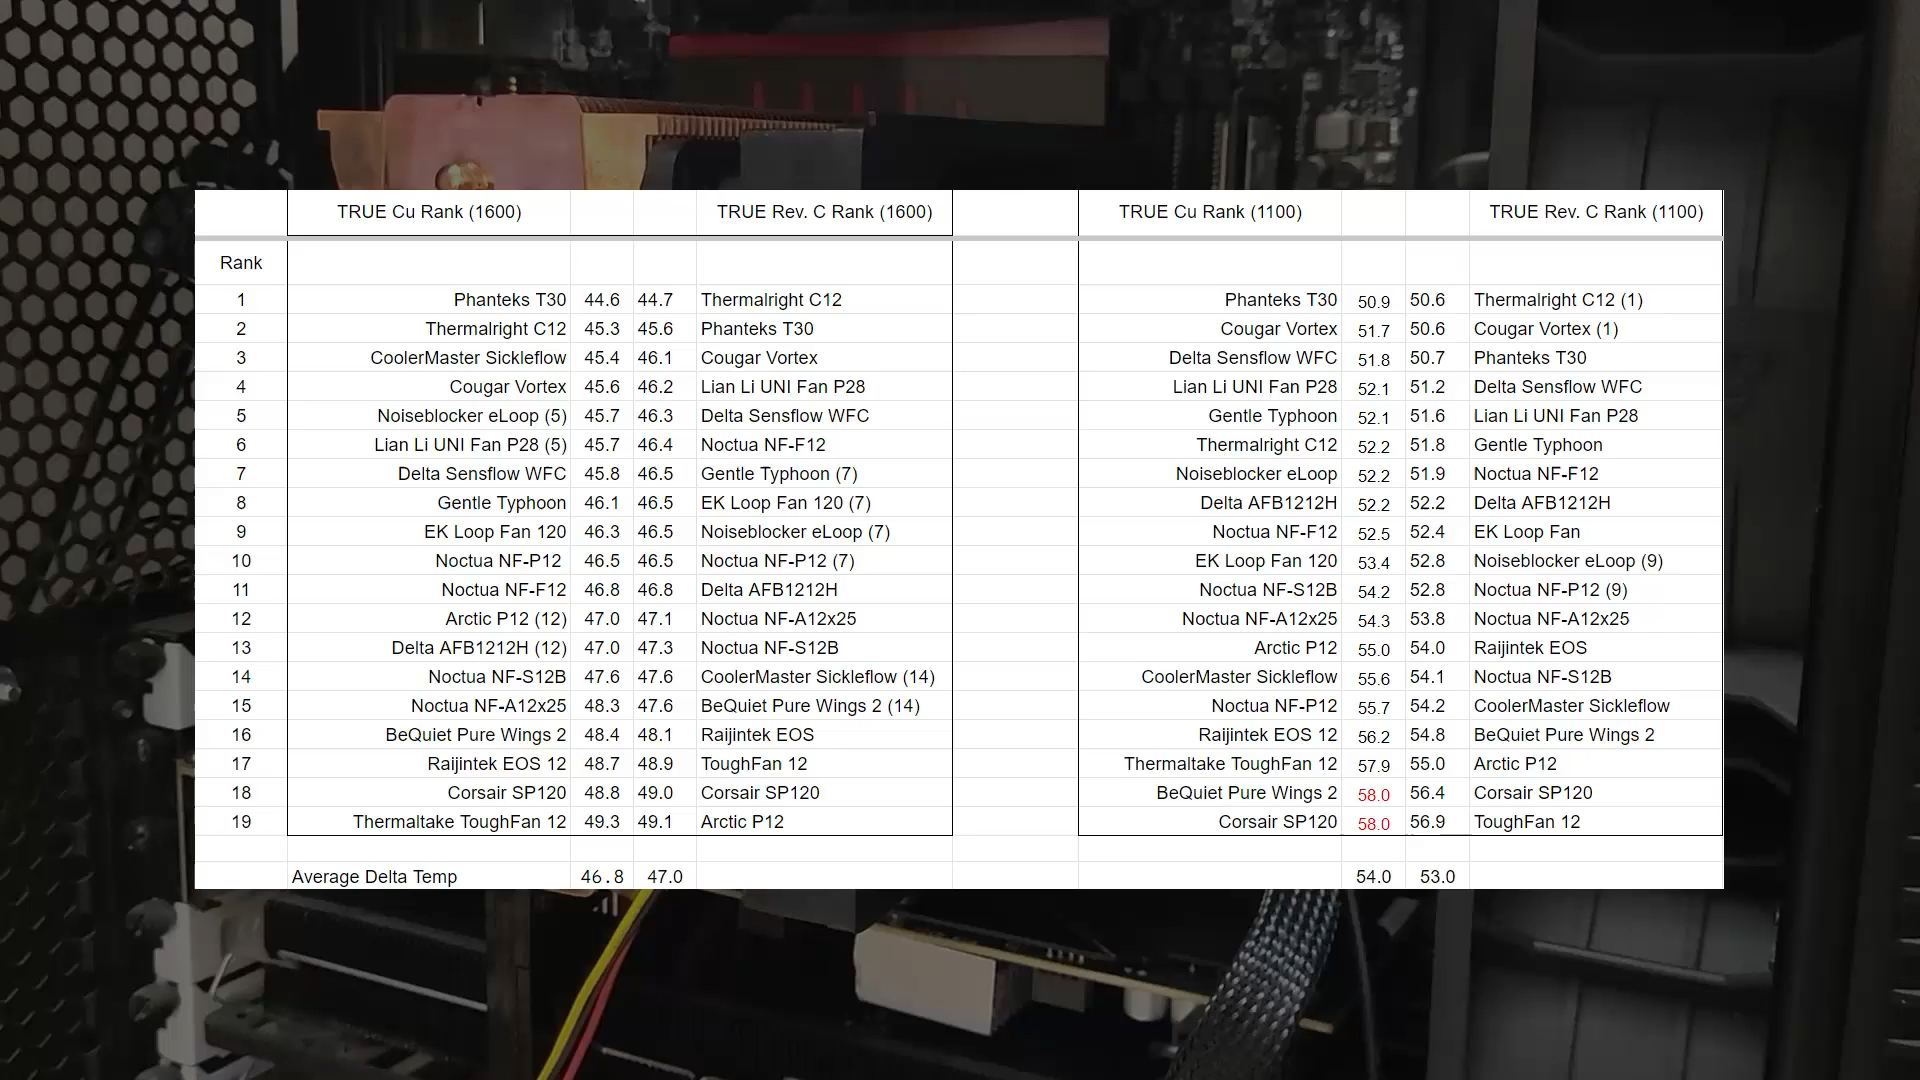 TRUE Cu Rank (1600) TRUE Rev. C Rank (1600) TRUE Cu Rank (1100) TRUE Rev. C Rank (1100)
Rank
1 Phanteks T30 44.6 44.7 Thermalright C12 Phanteks T30 50.9 50.6 Thermalright C12 (1)
2 Thermalright C12 45.3 45.6 Phanteks T30 Cougar Vortex 51.7 50.6 Cougar Vortex (1)
3 CoolerMaster Sickleflow 45.4 46.1 Cougar Vortex Delta Sensflow WFC 51.8 50.7 Phanteks T30
4 Cougar Vortex 45.6 46.2 Lian Li UNI Fan P28 Lian Li UNI Fan P28 52.1 51.2 Delta Sensflow WFC
5 Noiseblocker eLoop (5) 45.7 46.3 Delta Sensflow WFC Gentle Typhoon 52.1 51.6 Lian Li UNI Fan P28
6 Lian Li UNI Fan P28 (5) 45.7 46.4 Noctua NF-F12 Thermalright C12 52.2 51.8 Gentle Typhoon
7 Delta Sensflow WFC 45.8 46.5 Gentle Typhoon (7) Noiseblocker eLoop 52.2 51.9 Noctua NF-F12
8 Gentle Typhoon 46.1 46.5 EK Loop Fan 120 (7) Delta AFB1212H 52.2 52.2 Delta AFB1212H
9 EK Loop Fan 120 46.3 46.5 Noiseblocker eLoop (7) Noctua NF-F12 52.5 52.4 EK Loop Fan
10 Noctua NF-P12 46.5 46.5 Noctua NF-P12 (7) EK Loop Fan 120 53.4 52.8 Noiseblocker eLoop (9)
11 Noctua NF-F12 46.8 46.8 Delta AFB1212H Noctua NF-S12B 54.2 52.8 Noctua NF-P12 (9)
12 Arctic P12 (12) 47.0 47.1 Noctua NF-A12x25 Noctua NF-A12x25 54.3 53.8 Noctua NF-A12x25
13 Delta AFB1212H (12) 47.0 47.3 Noctua NF-S12B Arctic P12 55.0 54.0 Raijintek EOS
14 Noctua NF-S12B 47.6 47.6 CoolerMaster Sickleflow (14) CoolerMaster Sickleflow 55.6 54.1 Noctua NF-S12B
15 Noctua NF-A12x25 48.3 47.6 BeQuiet Pure Wings 2 (14) Noctua NF-P12 55.7 54.2 CoolerMaster Sickleflow
16 BeQuiet Pure Wings 2 48.4 48.1 Raijintek EOS Raijintek EOS 12 56.2 54.8 BeQuiet Pure Wings 2
17 Raijintek EOS 12 48.7 48.9 ToughFan 12 Thermaltake ToughFan 12 57.9 55.0 Arctic P12
18 Corsair SP120 48.8 49.0 Corsair SP120 BeQuiet Pure Wings 2 58.0 56.4 Corsair SP120
19 Thermaltake ToughFan 12 49.3 49.1 Arctic P12 Corsair SP120 58.0 56.9 ToughFan 12
Average Delta Temp 46.8 47.0 54.0 53.0